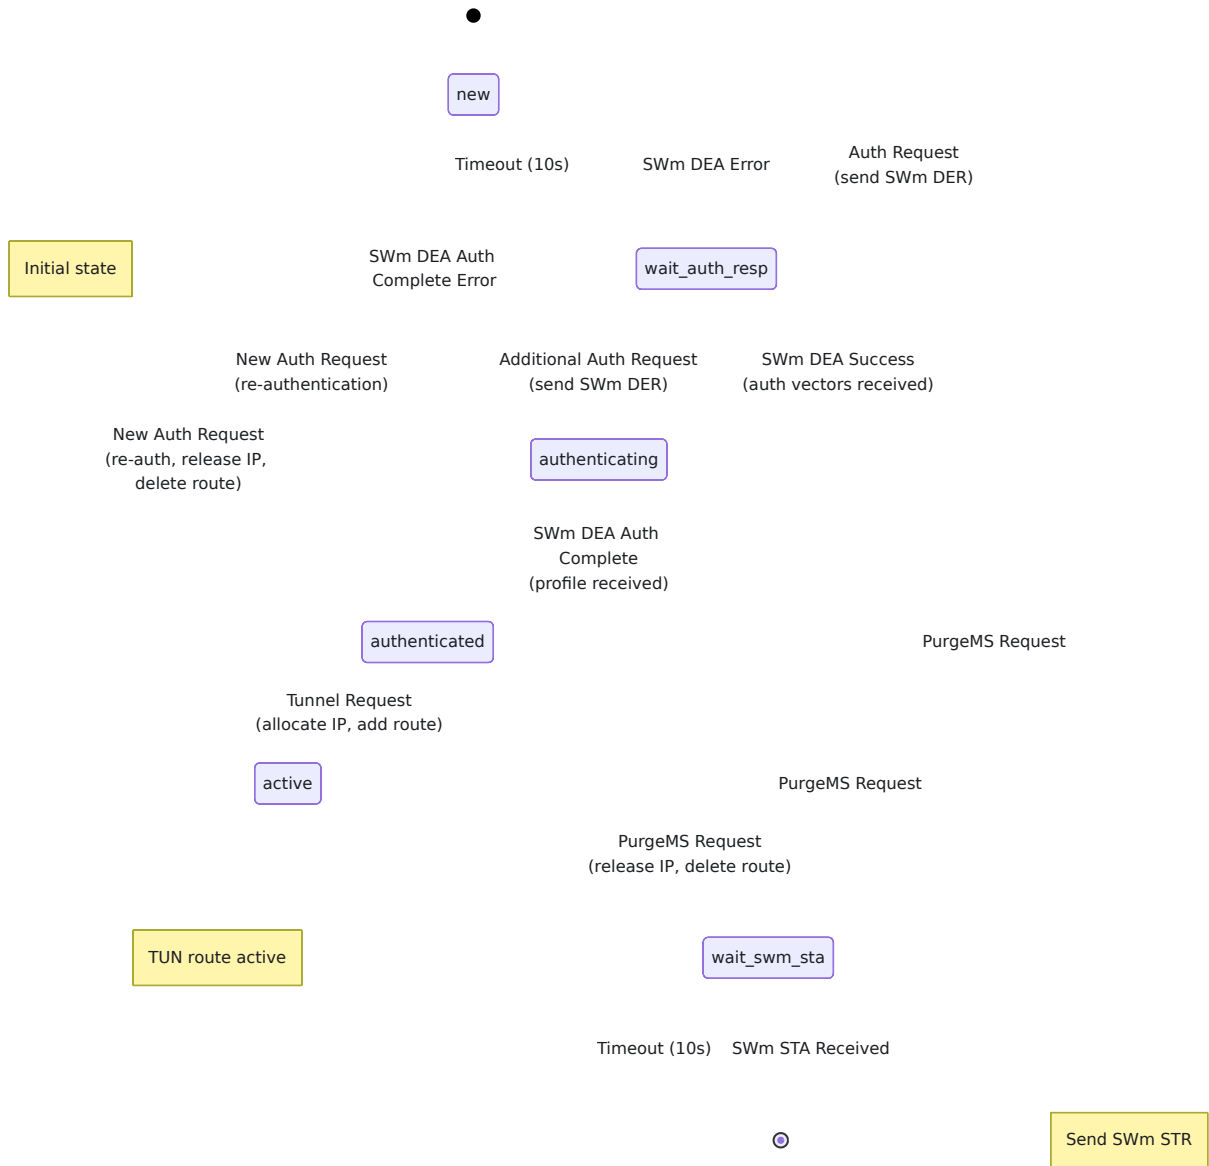 new
Timeout (10s)
SWm DEA Error
Auth Request
(send SWm DER)
Initial state
SWm DEA Auth
Complete Error
wait_auth_resp
New Auth Request
(re-authentication)
Additional Auth Request
(send SWm DER)
SWm DEA Success
(auth vectors received)
New Auth Request
(re-auth, release IP,
delete route)
authenticating
SWm DEA Auth
Complete
(profile received)
authenticated
PurgeMS Request
Tunnel Request
(allocate IP, add route)
active
PurgeMS Request
PurgeMS Request
(release IP, delete route)
TUN route active
wait_swm_sta
Timeout (10s)
SWm STA Received
Send SWm STR